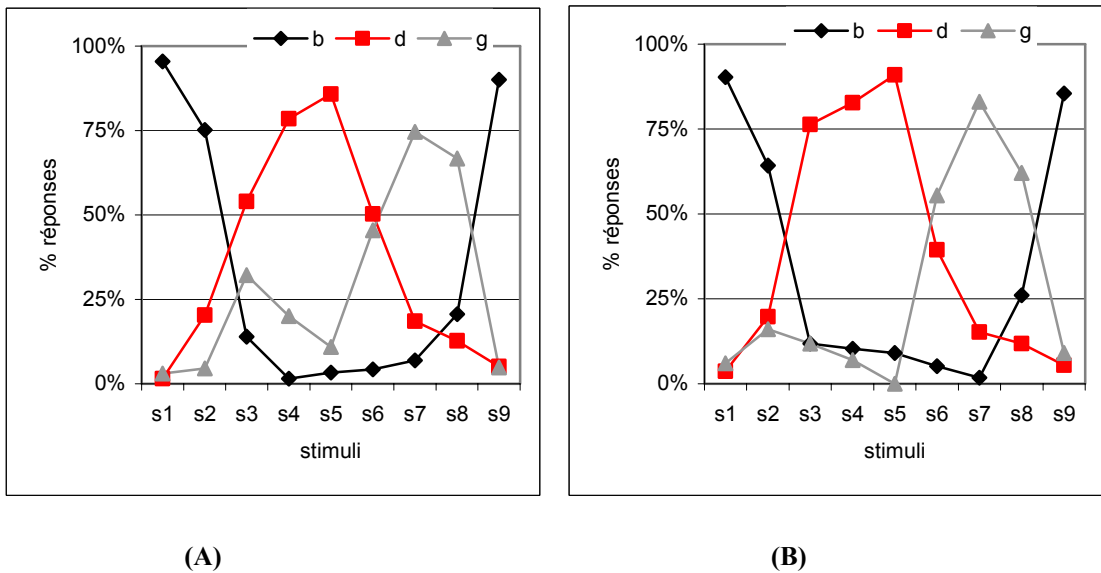 b d g
100%
75%
50%
25%
0%
% réponses
s1 s2 s3 s4 s5 s6 s7 s8 s9
stimuli
(A)
b d g
100%
75%
50%
25%
0%
% réponses
s1 s2 s3 s4 s5 s6 s7 s8 s9
stimuli
(B)